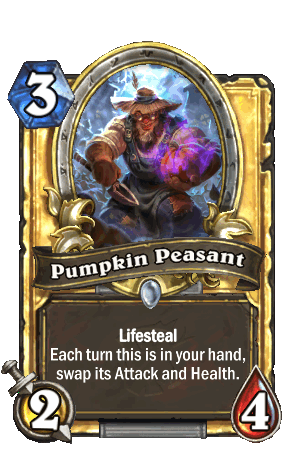 3
Pumpkin Peasant
Lifesteal
Each turn this is in your hand,
swap its Attack and Health.
2
4